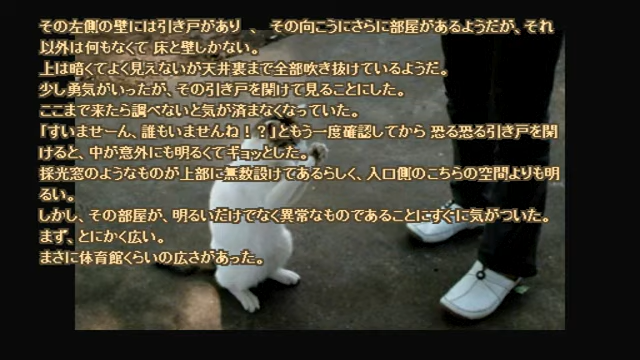 その左側の壁には引き戸があり 、 その向こうにさらに部屋があるようだが、それ
以外は何もなくて 床と壁しかない。
上は暗くてよく見えないが天井裏まで全部吹き抜けているようだ。
少し勇気がいったが、その引き戸を開けて見ることにした。
ここまで来たら調べないと気が済まなくなっていた。
「すいませーん、誰もいませんね！？」ともう一度確認してから 恐る恐る引き戸を開
けると、中が意外にも明るくてギョッとした。
採光窓のようなものが上部に無数設けてあるらしく、入口側のこちらの空間よりも明
るい。
しかし、その部屋が、明るいだけでなく異常なものであることにすぐに気がついた。
まず、とにかく広い。
まさに体育館くらいの広さがあった。